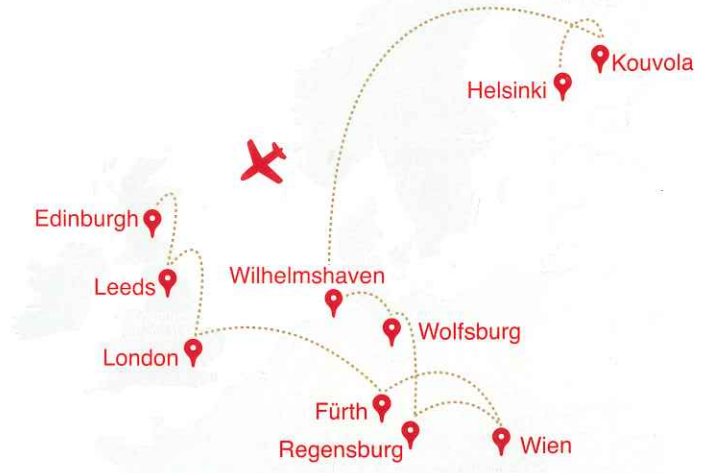 Kouvola
Helsinki
Edinburgh
Wilhelmshaven
Leeds
Wolfsburg
London
Fürth
Regensburg
Wien